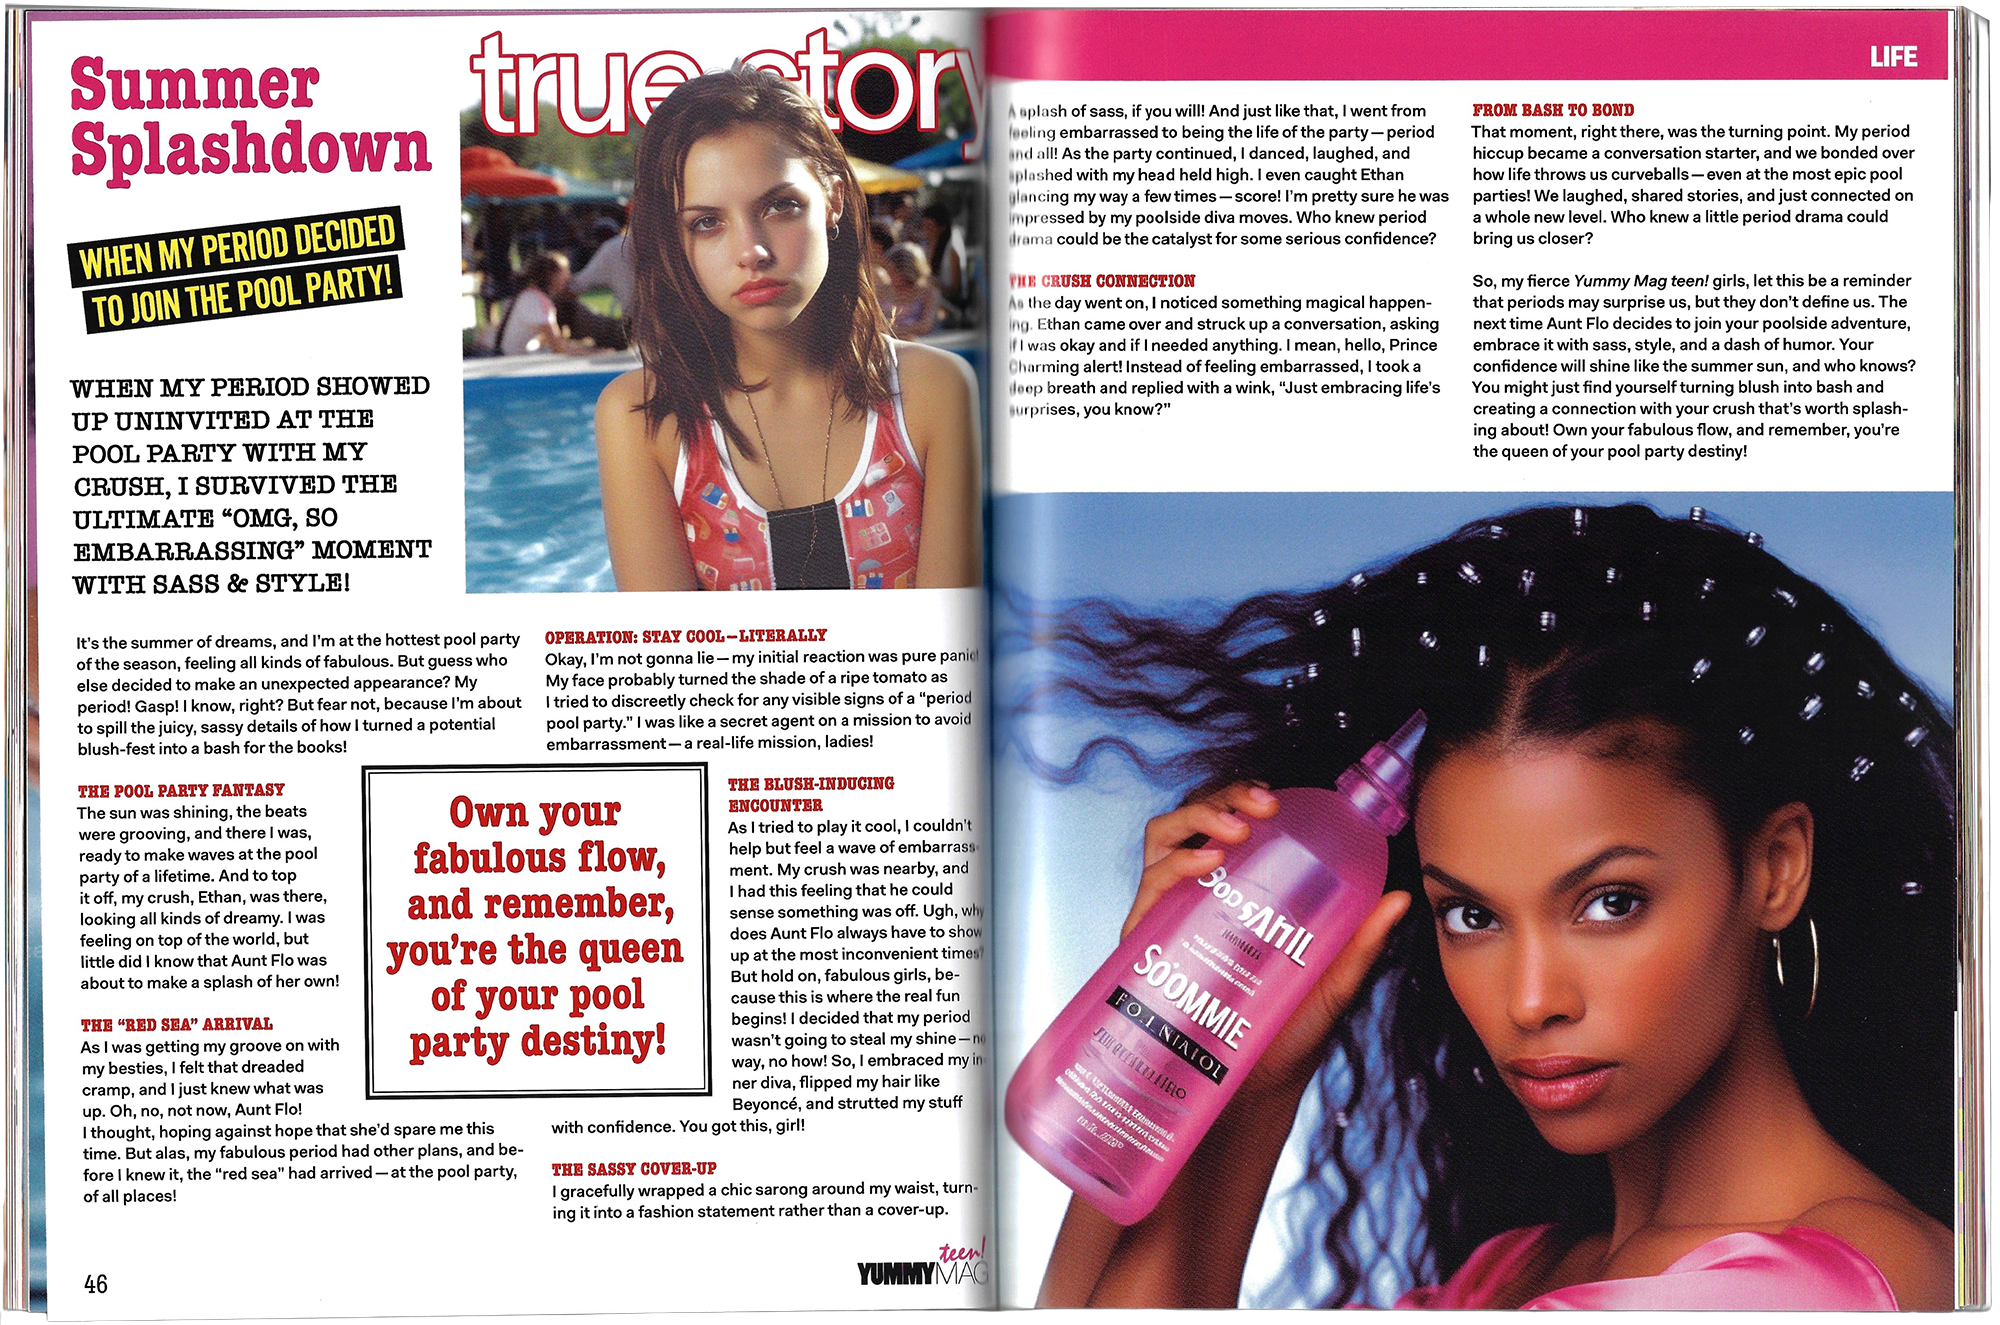 Summer
Splashdown
WHEN MY PERIOD DECIDED
TO JOIN THE POOL PARTY!
WHEN MY PERIOD SHOWED
UP UNINVITED AT THE
POOL PARTY WITH MY
CRUSH, I SURVIVED THE
ULTIMATE “OMG, SO
EMBARRASSING” MOMENT
WITH SASS & STYLE!
true story
It’s the summer of dreams, and I’m at the hottest pool party
of the season, feeling all kinds of fabulous. But guess who
else decided to make an unexpected appearance? My
period! Gasp! I know, right? But fear not, because I’m about
to spill the juicy, sassy details of how I turned a potential
blush-fest into a bash for the books!
THE POOL PARTY FANTASY
The sun was shining, the beats
were grooving, and there I was,
ready to make waves at the pool
party of a lifetime. And to top
it off, my crush, Ethan, was there,
looking all kinds of dreamy. I was
feeling on top of the world, but
little did I know that Aunt Flo was
about to make a splash of her own!
THE “RED SEA” ARRIVAL
As I was getting my groove on with
my besties, I felt that dreaded
cramp, and I just knew what was
up. Oh, no, not now, Aunt Flo!
I thought, hoping against hope that she’d spare me this
time. But alas, my fabulous period had other plans, and be-
fore I knew it, the “red sea” had arrived—at the pool party,
of all places!
Own your
fabulous flow,
and remember,
you’re the queen
of your pool
party destiny!
OPERATION: STAY COOL—LITERALLY
Okay, I’m not gonna lie—my initial reaction was pure panic!
My face probably turned the shade of a ripe tomato as
I tried to discreetly check for any visible signs of a “period
pool party.” I was like a secret agent on a mission to avoid
embarrassment—a real-life mission, ladies!
THE BLUSH-INDUCING
ENCOUNTER
As I tried to play it cool, I couldn’t
help but feel a wave of embarrass-
ment. My crush was nearby, and
I had this feeling that he could
sense something was off. Ugh, why
does Aunt Flo always have to show
up at the most inconvenient times?
But hold on, fabulous girls, be-
cause this is where the real fun
begins! I decided that my period
wasn’t going to steal my shine—no
way, no how! So, I embraced my in-
ner diva, flipped my hair like
Beyoncé, and strutted my stuff
with confidence. You got this, girl!
THE SASSY COVER-UP
I gracefully wrapped a chic sarong around my waist, turn-
ing it into a fashion statement rather than a cover-up.
46
teen!
YUMMYMAG
LIFE
A splash of sass, if you will! And just like that, I went from
feeling embarrassed to being the life of the party—period
and all! As the party continued, I danced, laughed, and
splashed with my head held high. I even caught Ethan
glancing my way a few times—score! I’m pretty sure he was
impressed by my poolside diva moves. Who knew period
drama could be the catalyst for some serious confidence?
THE CRUSH CONNECTION
As the day went on, I noticed something magical happen-
ing. Ethan came over and struck up a conversation, asking
if I was okay and if I needed anything. I mean, hello, Prince
Charming alert! Instead of feeling embarrassed, I took a
deep breath and replied with a wink, “Just embracing life’s
surprises, you know?”
FROM BASH TO BOND
That moment, right there, was the turning point. My period
hiccup became a conversation starter, and we bonded over
how life throws us curveballs—even at the most epic pool
parties! We laughed, shared stories, and just connected on
a whole new level. Who knew a little period drama could
bring us closer?
So, my fierce Yummy Mag teen! girls, let this be a reminder
that periods may surprise us, but they don’t define us. The
next time Aunt Flo decides to join your poolside adventure,
embrace it with sass, style, and a dash of humor. Your
confidence will shine like the summer sun, and who knows?
You might just find yourself turning blush into bash and
creating a connection with your crush that’s worth splash-
ing about! Own your fabulous flow, and remember, you’re
the queen of your pool party destiny!
SOOMMIE